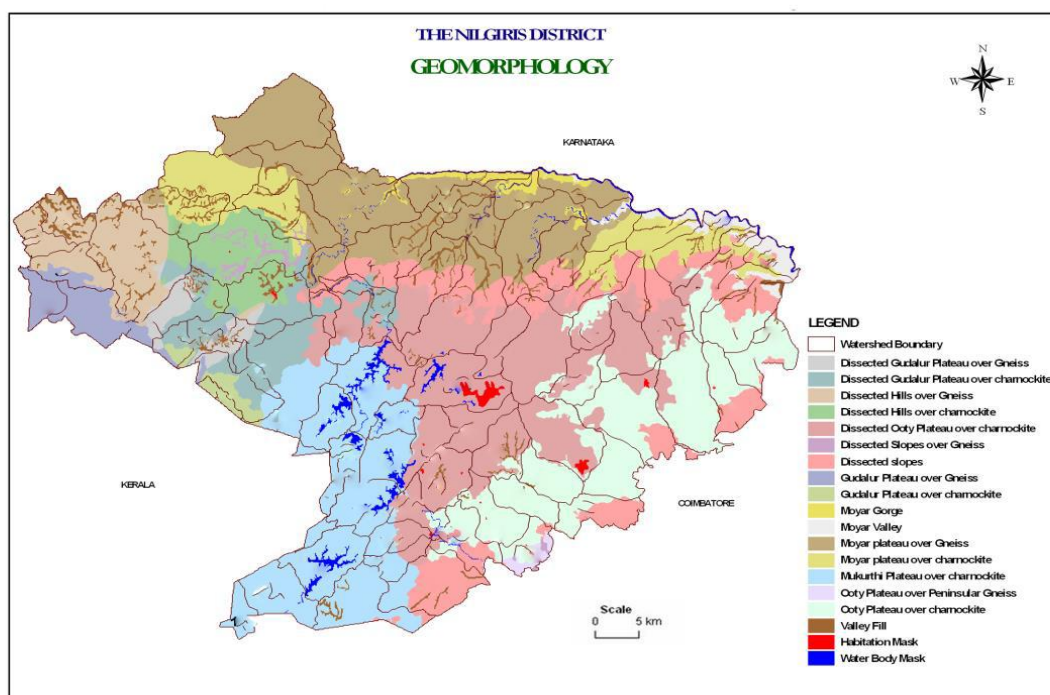 THE NILGIRIS DISTRICT
GEOMORPHOLOGY
N
W E
S
KARNATAKA
KERALA
COIMBATORE
Scale
0 5 km
LEGEND
Watershed Boundary
Dissected Gudalur Plateau over Gneiss
Dissected Gudalur Plateau over charnockite
Dissected Hills over Gneiss
Dissected Hills over charnockite
Dissected Ooty Plateau over charnockite
Dissected Slopes over Gneiss
Dissected slopes
Gudalur Plateau over Gneiss
Gudalur Plateau over charnockite
Moyar Gorge
Moyar Valley
Moyar plateau over Gneiss
Moyar plateau over charnockite
Mukurthi Plateau over charnockite
Ooty Plateau over Peninsular Gneiss
Ooty Plateau over charnockite
Valley Fill
Habitation Mask
Water Body Mask